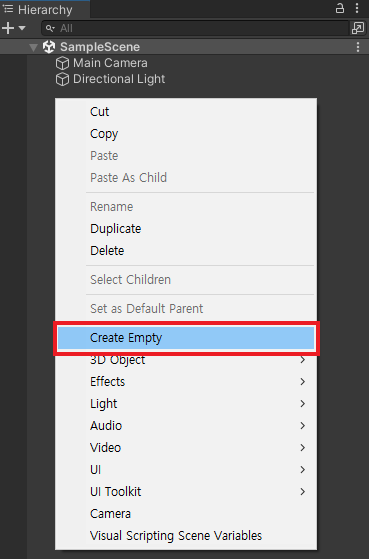 Hierarchy
All
SampleScene
Main Camera
Directional Light
Cut
Copy
Paste
Paste As Child
Rename
Duplicate
Delete
Select Children
Set as Default Parent
Create Empty
3D Object
Effects
Light
Audio
Video
UI
UI Toolkit
Camera
Visual Scripting Scene Variables